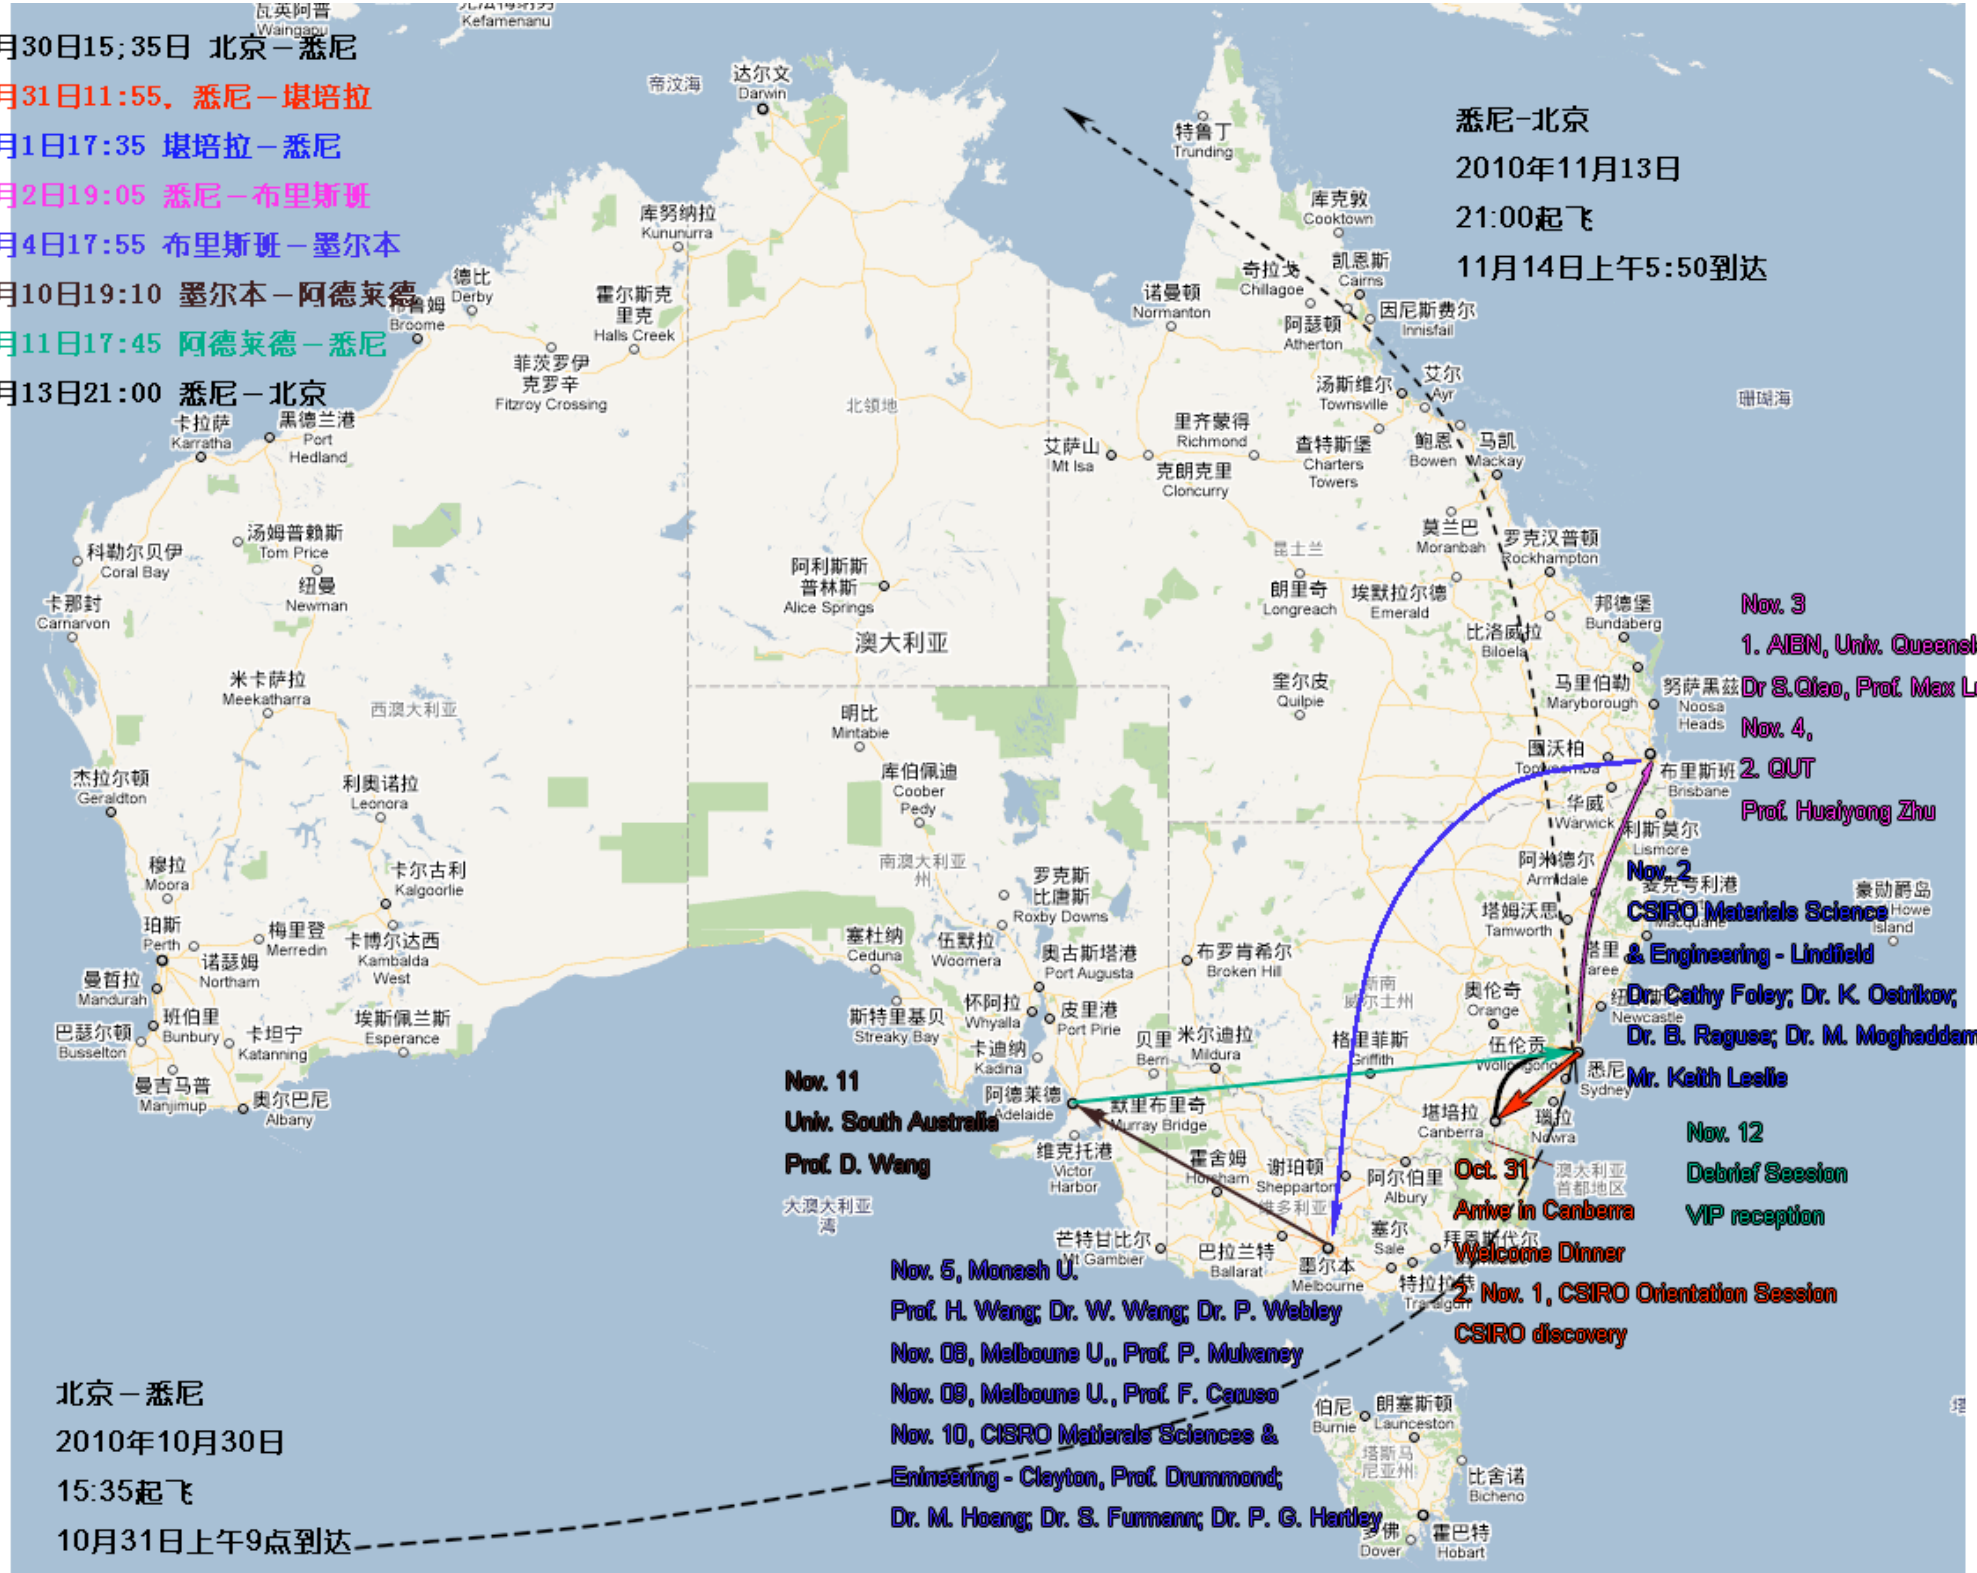 瓦英阿普
Waingapu
Kefamenanu
月30日15;35日 北京－悉尼
月31日11:55, 悉尼－堪培拉
月1日17:35 堪培拉－悉尼
月2日19:05 悉尼－布里斯班
月4日17:55 布里斯班－墨尔本
月10日19:10 墨尔本－阿德莱德
月11日17:45 阿德莱德－悉尼
月13日21:00 悉尼－北京
悉尼-北京
2010年11月13日
21:00起飞
11月14日上午5:50到达
帝汶海
达尔文
Darwin
特鲁丁
Trunding
库克敦
Cooktown
库努纳拉
Kununurra
德比
Derby
鲁姆
Broome
霍尔斯克
里克
Halls Creek
菲茨罗伊
克罗辛
Fitzroy Crossing
奇拉戈
Chillagoe
凯恩斯
Cairns
诺曼顿
Normanton
阿瑟顿
Atherton
因尼斯费尔
Innisfail
汤斯维尔
Townsville
艾尔
Ayr
珊瑚海
北领地
卡拉萨
Karratha
黑德兰港
Port
Hedland
艾萨山
Mt Isa
里齐蒙得
Richmond
克朗克里
Cloncurry
查特斯堡
Charters
Towers
鲍恩
Bowen
马凯
Mackay
汤姆普赖斯
Tom Price
科勒尔贝伊
Coral Bay
纽曼
Newman
卡那封
Carnarvon
阿利斯斯
普林斯
Alice Springs
昆士兰
莫兰巴
Moranbah
罗克汉普顿
Rockhampton
朗里奇
Longreach
埃默拉尔德
Emerald
比洛威拉
Biloela
邦德堡
Bundaberg
澳大利亚
米卡萨拉
Meekatharra
西澳大利亚
明比
Mintabie
奎尔皮
Quilpie
马里伯勒
Maryborough
努萨黑兹
Noosa
Heads
Nov. 3
1. AIBN, Univ. Queensl
Dr S.Qiao, Prof. Max L
Nov. 4,
2. QUT
Prof. Huaiyong Zhu
杰拉尔顿
Geraldton
利奥诺拉
Leonora
库伯佩迪
Coober
Pedy
图沃柏
Toowoomba
布里斯班
Brisbane
华威
Warwick
利斯莫尔
Lismore
穆拉
Moora
卡尔古利
Kalgoorlie
南澳大利亚
州
罗克斯
比唐斯
Roxby Downs
阿米德尔
Armidale
麦克夸利港
Macquarie
豪勋爵岛
Howe
Island
珀斯
Perth
梅里登
Merredin
卡博尔达西
Kambalda
West
塞杜纳
Ceduna
伍默拉
Woomera
奥古斯塔港
Port Augusta
布罗肯希尔
Broken Hill
塔姆沃思
Tamworth
塔里
aree
诺瑟姆
Northam
曼哲拉
Mandurah
班伯里
Bunbury
巴瑟尔顿
Busselton
卡坦宁
Katanning
埃斯佩兰斯
Esperance
曼吉马普
Manjimup
奥尔巴尼
Albany
斯特里基贝
Streaky Bay
怀阿拉
Whyalla
皮里港
Port Pirie
卡迪纳
Kadina
贝里
Berri
米尔迪拉
Mildura
新南
威尔士州
格里菲斯
Griffith
奥伦奇
Orange
Newcastle
伍伦贡
Wollongong
悉尼
Sydney
Nov. 2
CSIRO Materials Science
& Engineering - Lindfield
Dr. Cathy Foley; Dr. K. Ostrikov;
Dr. B. Raguse; Dr. M. Moghaddam
Mr. Keith Leslie
Nov. 11
Univ. South Australia
Prof. D. Wang
阿德莱德
Adelaide
默里布里奇
Murray Bridge
堪培拉
Canberra
瑙拉
Nowra
维克托港
Victor
Harbor
霍舍姆
Horsham
谢珀顿
Shepparton
维多利亚
阿尔伯里
Albury
澳大利亚
首都地区
大澳大利亚
湾
Nov. 12
Debrief Seesion
VIP reception
Oct. 31
Arrive in Canberra
Welcome Dinner
2. Nov. 1, CSIRO Orientation Session
CSIRO discovery
芒特甘比尔
Mt Gambier
巴拉兰特
Ballarat
墨尔本
Melbourne
塞尔
Sale
拜恩斯代尔
特拉拉
Traralgon
Nov. 5, Monash U.
Prof. H. Wang; Dr. W. Wang; Dr. P. Webley
Nov. 08, Melboune U,, Prof. P. Mulvaney
Nov. 09, Melboune U., Prof. F. Caruso
Nov. 10, CISRO Matierals Sciences &
Enineering - Clayton, Prof. Drummond;
Dr. M. Hoang; Dr. S. Furmann; Dr. P. G. Hartley
北京－悉尼
2010年10月30日
15:35起飞
10月31日上午9点到达
伯尼
Burnie
朗塞斯顿
Launceston
塔斯马
尼亚州
比舍诺
Bicheno
多佛
Dover
霍巴特
Hobart